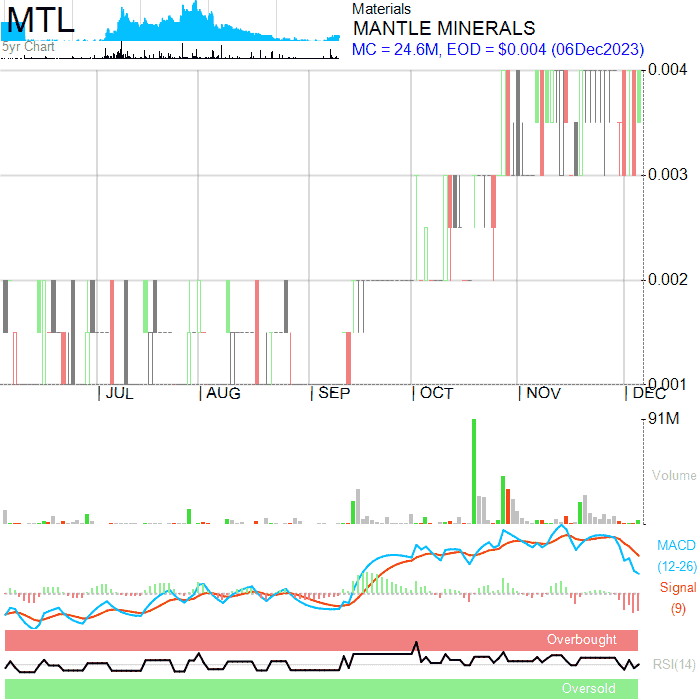 MTL
5yr Chart
Materials
MANTLE MINERALS
MC = 24.6M, EOD = $0.004 (06Dec2023)
0.004
0.003
0.002
0.001
JUL AUG SEP OCT NOV DEC
91M
Volume
MACD
(12-26)
Signal
(9)
Overbought
RSI(14)
Oversold